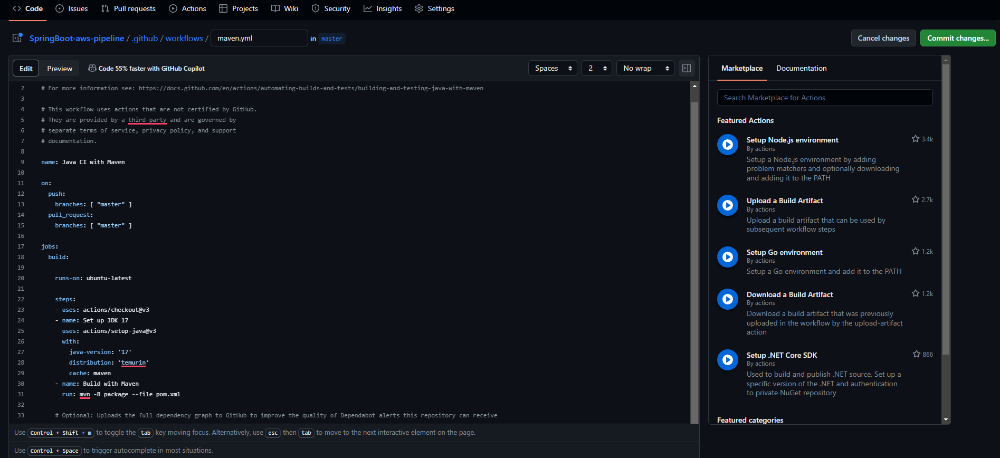 Code Issues Pull requests Actions Projects Wiki Security Insights Settings
SpringBoot-aws-pipeline / .github / workflows / maven.yml in master Cancel changes Commit changes...
Edit Preview Code 55% faster with GitHub Copilot Spaces 2 No wrap
2 # For more information see: https://docs.github.com/en/actions/automating-builds-and-tests/building-and-testing-java-with-maven
3
4 # This workflow uses actions that are not certified by GitHub.
5 # They are provided by a third-party and are governed by
6 # separate terms of service, privacy policy, and support
7 # documentation.
8
9 name: Java CI with Maven
10
11 on:
12 push:
13 branches: [ "master" ]
14 pull_request:
15 branches: [ "master" ]
16
17 jobs:
18 build:
19
20 runs-on: ubuntu-latest
21
22 steps:
23 - uses: actions/checkout@v3
24 - name: Set up JDK 17
25 uses: actions/setup-java@v3
26 with:
27 java-version: '17'
28 distribution: 'temurin'
29 cache: maven
30 - name: Build with Maven
31 run: mvn -B package --file pom.xml
32
33 # Optional: Uploads the full dependency graph to GitHub to improve the quality of Dependabot alerts this repository can receive
Use Control + Shift + m to toggle the tab key moving focus. Alternatively, use esc then tab to move to the next interactive element on the page.
Use Control + Space to trigger autocomplete in most situations.
Marketplace Documentation
Search Marketplace for Actions
Featured Actions
Setup Node.js environment 3.4k
By actions
Setup a Node.js environment by adding
problem matchers and optionally downloading
and adding it to the PATH
Upload a Build Artifact 2.7k
By actions
Upload a build artifact that can be used by
subsequent workflow steps
Setup Go environment 1.2k
By actions
Setup a Go environment and add it to the PATH
Download a Build Artifact 1.2k
By actions
Download a build artifact that was previously
uploaded in the workflow by the upload-artifact
action
Setup .NET Core SDK 866
By actions
Used to build and publish .NET source. Set up a
specific version of the .NET and authentication
to private NuGet repository
Featured categories